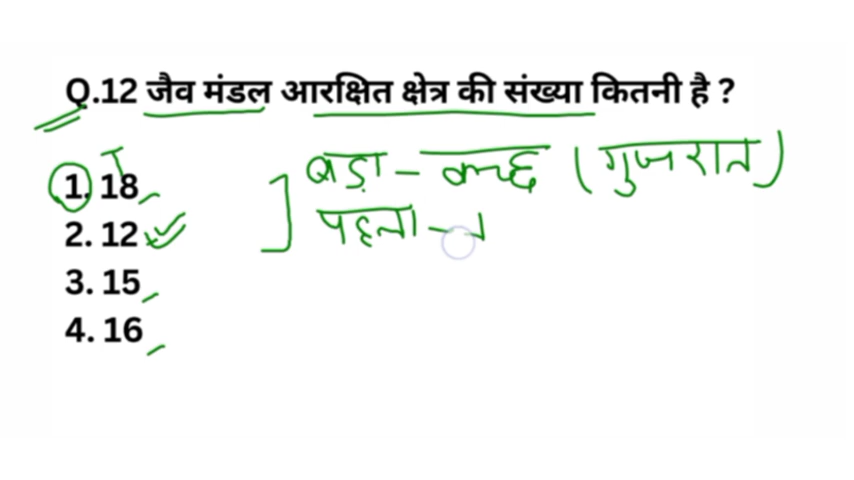 Q.12 जैव मंडल आरक्षित क्षेत्र की संख्या कितनी है ?
1. 18
2. 12
3. 15
4. 16
बड़ा - कच्छ (गुजरात)
पहला -